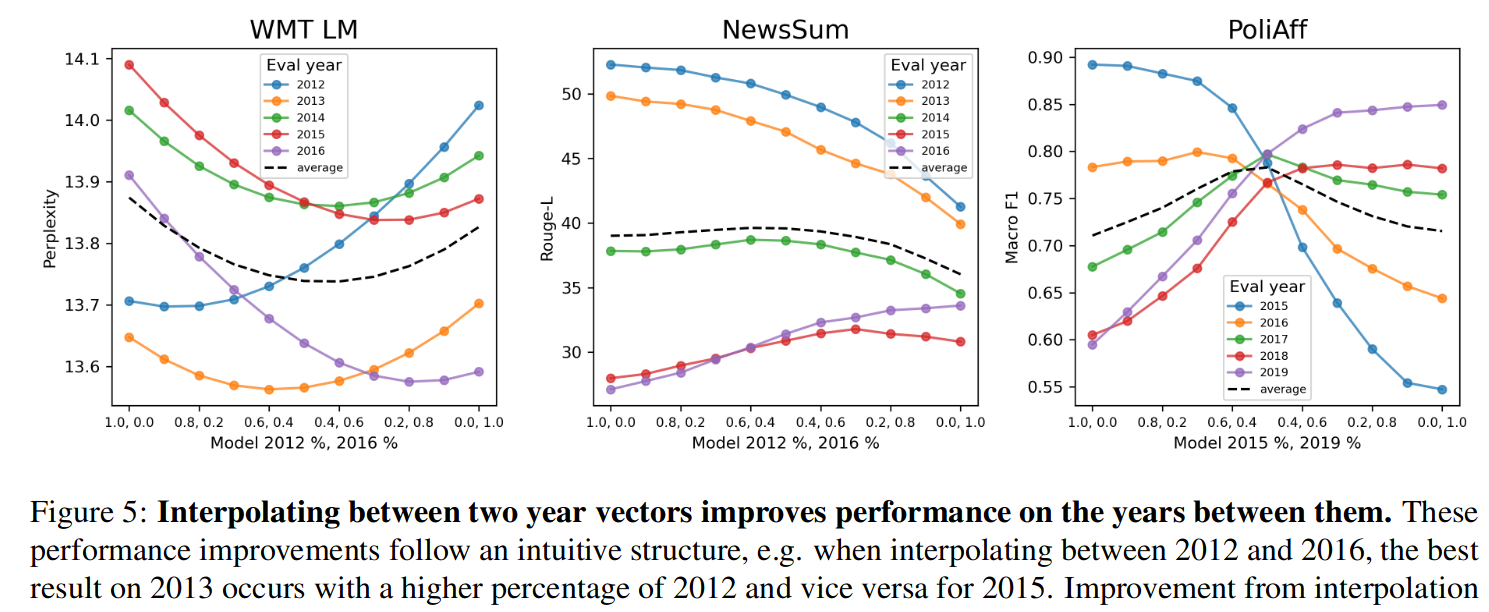 WMT LM
Perplexity
14.1
14.0
13.9
13.8
13.7
13.6
Eval year
2012
2013
2014
2015
2016
average
1.0, 0.0 0.8, 0.2 0.6, 0.4 0.4, 0.6 0.2, 0.8 0.0, 1.0
Model 2012 %, 2016 %
NewsSum
Rouge-L
50
45
40
35
30
Eval year
2012
2013
2014
2015
2016
average
1.0, 0.0 0.8, 0.2 0.6, 0.4 0.4, 0.6 0.2, 0.8 0.0, 1.0
Model 2012 %, 2016 %
PoliAff
Macro F1
0.90
0.85
0.80
0.75
0.70
0.65
0.60
0.55
Eval year
2015
2016
2017
2018
2019
average
1.0, 0.0 0.8, 0.2 0.6, 0.4 0.4, 0.6 0.2, 0.8 0.0, 1.0
Model 2015 %, 2019 %
Figure 5: Interpolating between two year vectors improves performance on the years between them. These
performance improvements follow an intuitive structure, e.g. when interpolating between 2012 and 2016, the best
result on 2013 occurs with a higher percentage of 2012 and vice versa for 2015. Improvement from interpolation